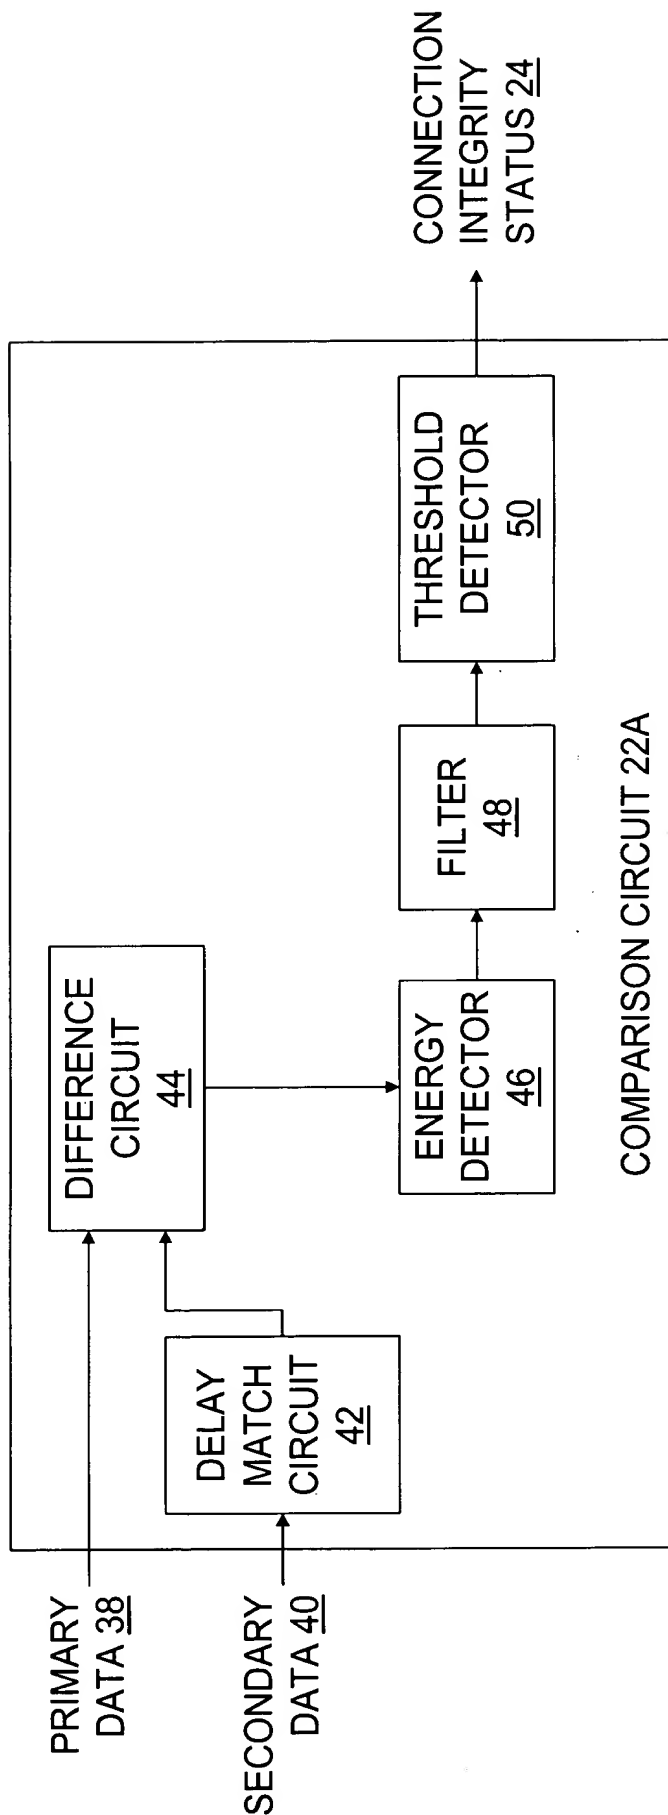 PRIMARY
DATA 38
SECONDARY
DATA 40
DELAY
MATCH
CIRCUIT
42
DIFFERENCE
CIRCUIT
44
ENERGY
DETECTOR
46
FILTER
48
THRESHOLD
DETECTOR
50
CONNECTION
INTEGRITY
STATUS 24
COMPARISON CIRCUIT 22A